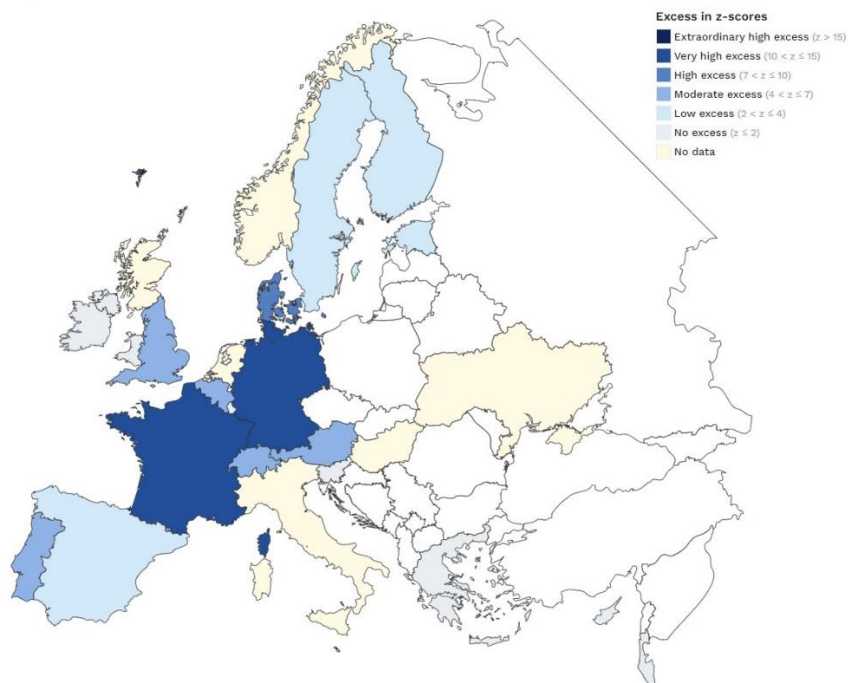 Excess in z-scores
Extraordinary high excess (z > 15)
Very high excess (10 < z ≤ 15)
High excess (7 < z ≤ 10)
Moderate excess (4 < z ≤ 7)
Low excess (2 < z ≤ 4)
No excess (z ≤ 2)
No data